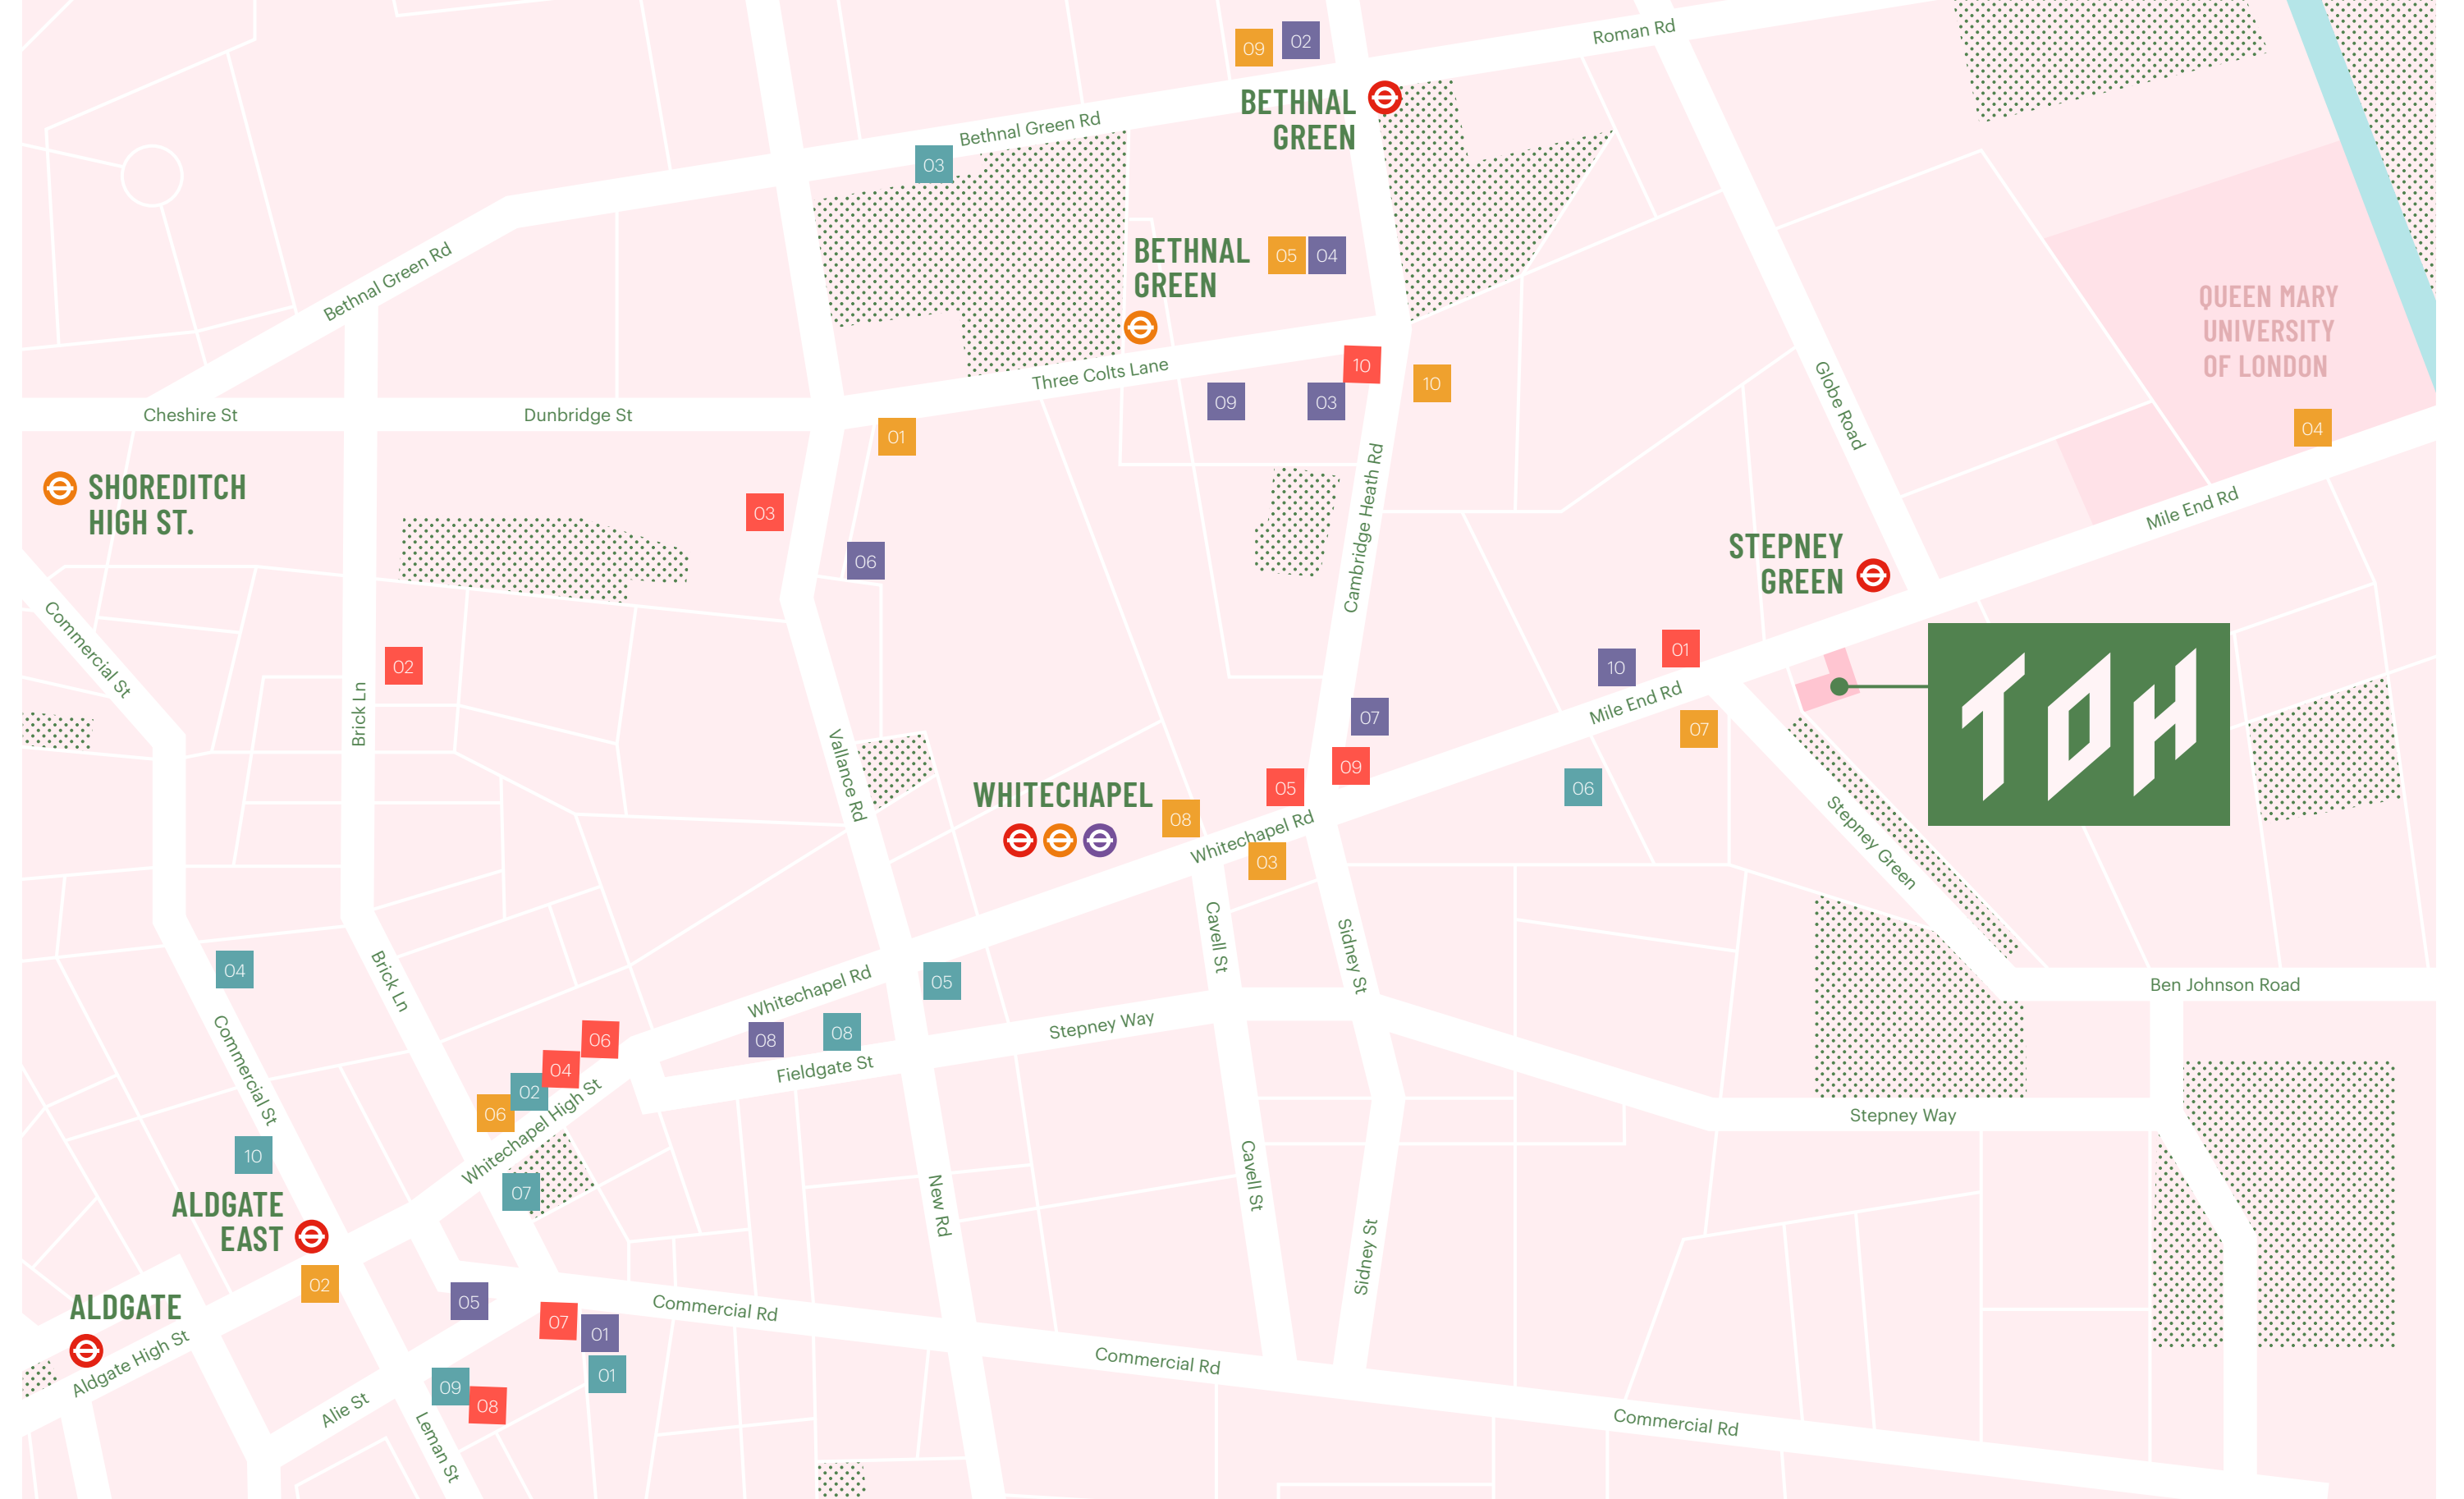 Roman Rd
09
02
BETHNAL
GREEN
Bethnal Green Rd
03
BETHNAL
GREEN
05
04
Bethnal Green Rd
QUEEN MARY
UNIVERSITY
OF LONDON
Three Colts Lane
10
10
09
03
Globe Road
04
Cheshire St
Dunbridge St
01
SHOREDITCH
HIGH ST.
03
06
Cambridge Heath Rd
Mile End Rd
STEPNEY
GREEN
Commercial St
02
Brick Ln
10
01
Mile End Rd
07
07
TOH
Vallance Rd
WHITECHAPEL
05
09
06
08
Whitechapel Rd
03
Stepney Green
Cavell St
Sidney St
04
Brick Ln
Whitechapel Rd
05
Ben Johnson Road
Commercial St
06
08
08
Stepney Way
Fieldgate St
04
02
06
Whitechapel High St
Stepney Way
10
07
Cavell St
New Rd
ALDGATE
EAST
Sidney St
02
ALDGATE
05
07
01
Commercial Rd
Aldgate High St
01
Commercial Rd
09
08
Alie St
Leman St
Commercial Rd